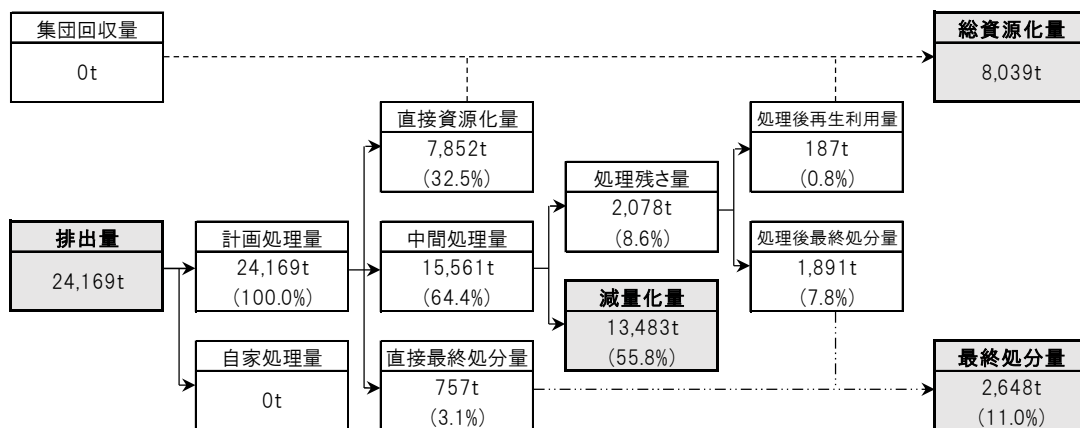 集団回収量
0t
総資源化量
8,039t
直接資源化量
7,852t
(32.5%)
処理後再生利用量
187t
(0.8%)
処理残さ量
2,078t
(8.6%)
排出量
24,169t
計画処理量
24,169t
(100.0%)
中間処理量
15,561t
(64.4%)
処理後最終処分量
1,891t
(7.8%)
減量化量
13,483t
(55.8%)
自家処理量
0t
直接最終処分量
757t
(3.1%)
最終処分量
2,648t
(11.0%)